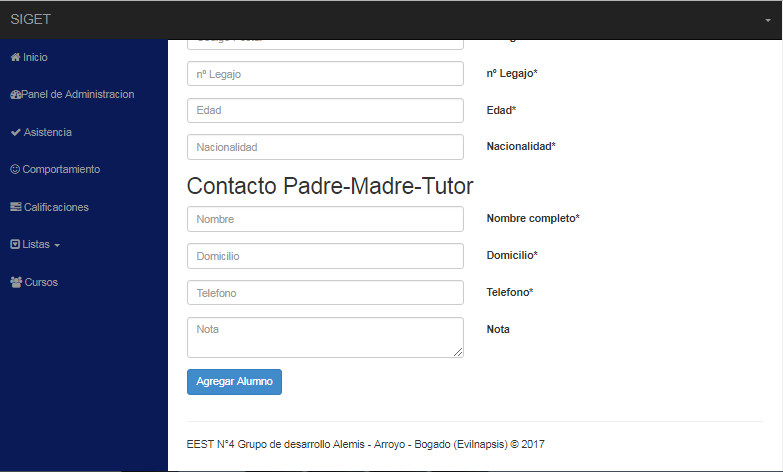 SIGET
Inicio
Panel de Administracion
Asistencia
Comportamiento
Calificaciones
Listas
Cursos
nº Legajo nº Legajo*
Edad Edad*
Nacionalidad Nacionalidad*
Contacto Padre-Madre-Tutor
Nombre Nombre completo*
Domicilio Domicilio*
Telefono Telefono*
Nota Nota
Agregar Alumno
EEST N°4 Grupo de desarrollo Alemis - Arroyo - Bogado (Evilnapsis) © 2017